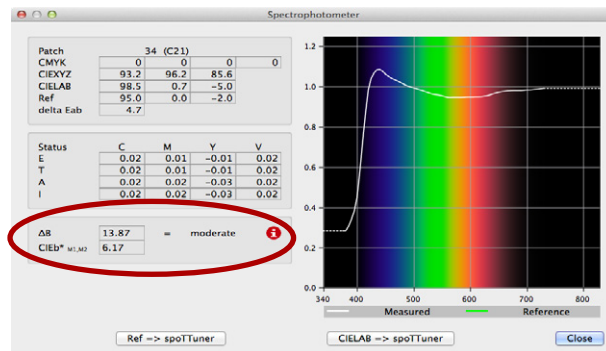 Spectrophotometer
Patch 34 (C21)
CMYK 0 0 0 0
CIEXYZ 93.2 96.2 85.6
CIELAB 98.5 0.7 -5.0
Ref 95.0 0.0 -2.0
delta Eab 4.7
Status C M Y V
E 0.02 0.01 -0.01 0.02
T 0.02 0.01 -0.01 0.02
A 0.02 0.02 -0.03 0.02
I 0.02 0.02 -0.03 0.02
ΔB 13.87 = moderate i
CIEb* M1,M2 6.17
1.2
1.0
0.8
0.6
0.4
0.2
0.0
340 400 500 600 700 800
Measured Reference
Ref => spoTTuner CIELAB => spoTTuner Close